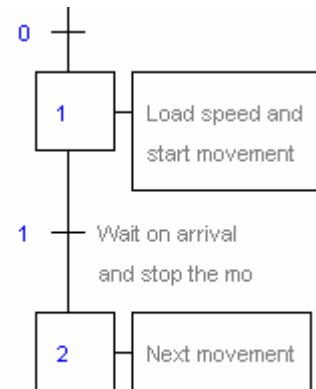 0
1
Load speed and
start movement
1
Wait on arrival
and stop the mo
2
Next movement